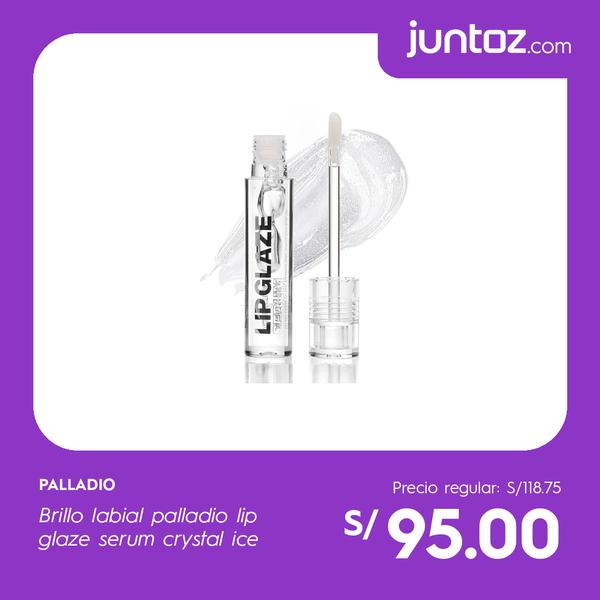 juntoz.com
LIP GLAZE
PALLADIO
Brillo labial palladio lip
glaze serum crystal ice
Precio regular: S/118.75
S/ 95.00